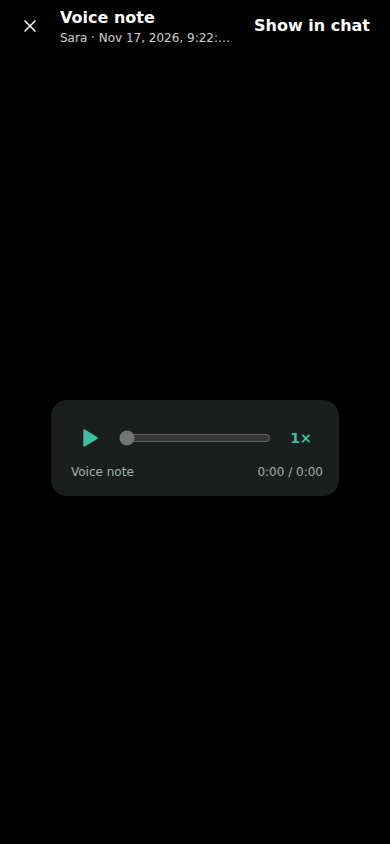 Voice note
Sara · Nov 17, 2026, 9:22:…
Show in chat
1×
Voice note
0:00 / 0:00